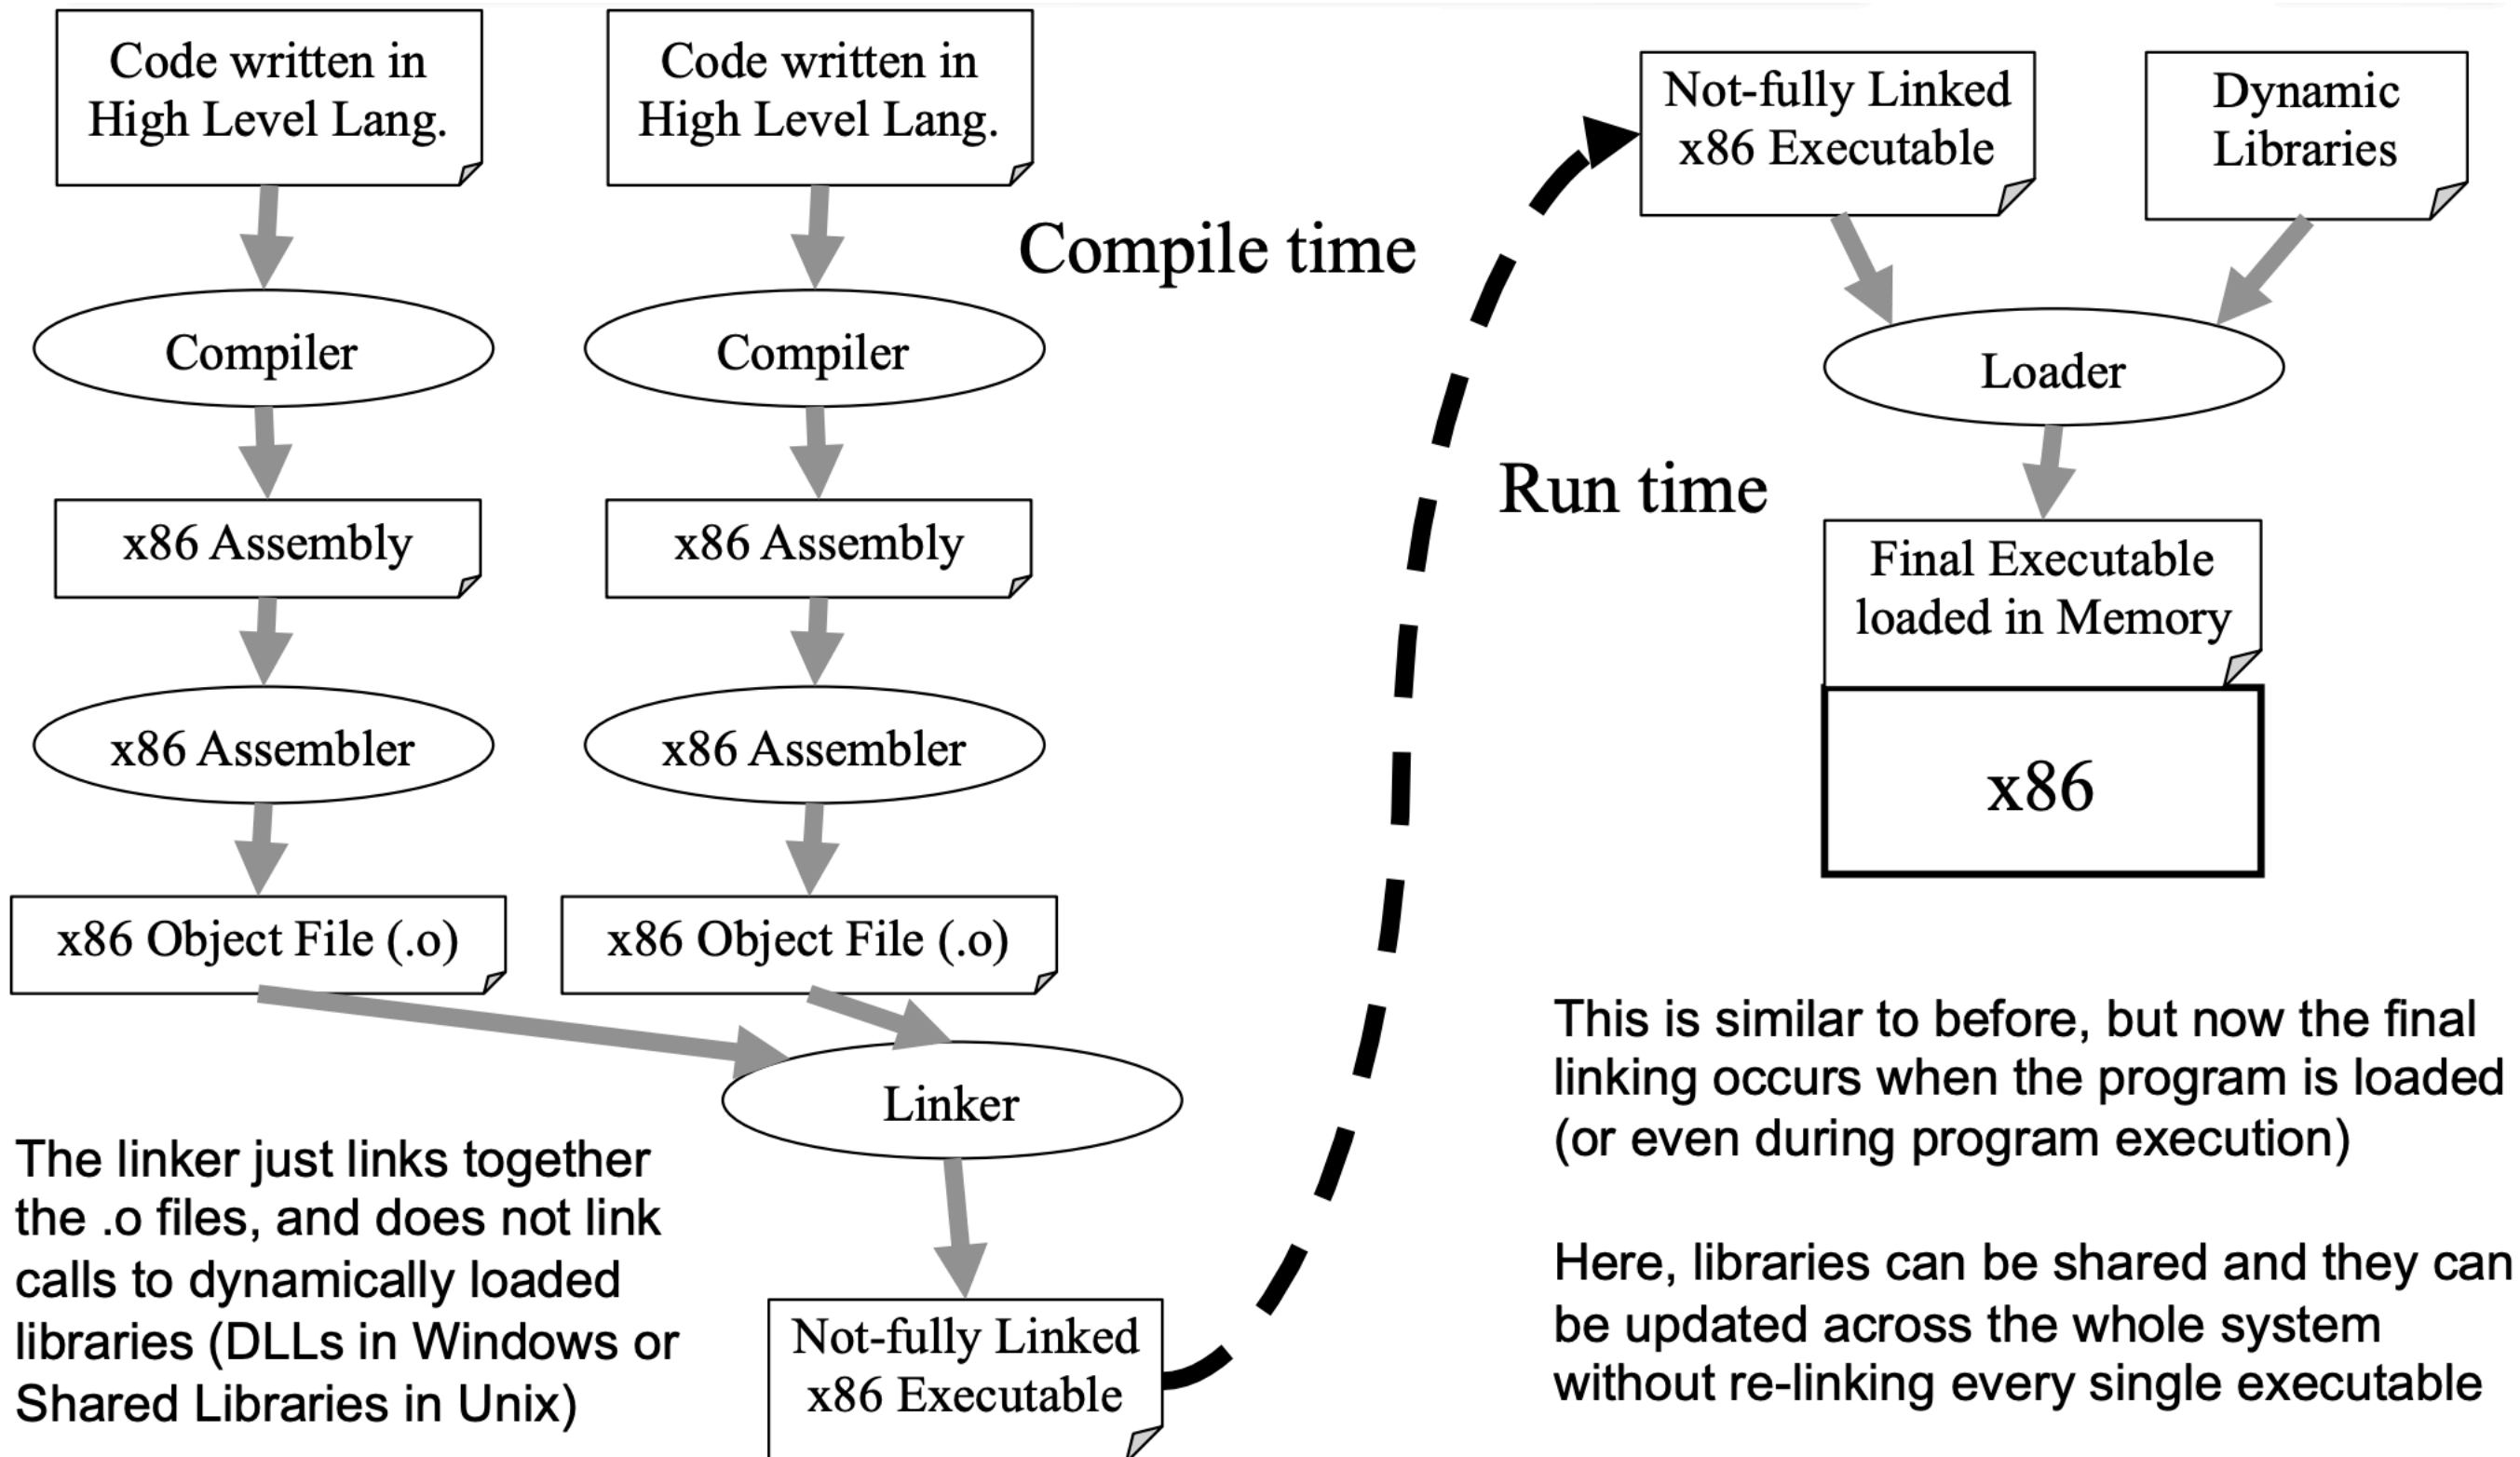 Code written in
High Level Lang.
Compiler
x86 Assembly
x86 Assembler
x86 Object File (.o)
Code written in
High Level Lang.
Compiler
x86 Assembly
x86 Assembler
x86 Object File (.o)
Linker
Not-fully Linked
x86 Executable
The linker just links together
the .o files, and does not link
calls to dynamically loaded
libraries (DLLs in Windows or
Shared Libraries in Unix)
Compile time
Run time
Not-fully Linked
x86 Executable
Dynamic
Libraries
Loader
Final Executable
loaded in Memory
x86
This is similar to before, but now the final
linking occurs when the program is loaded
(or even during program execution)
Here, libraries can be shared and they can
be updated across the whole system
without re-linking every single executable